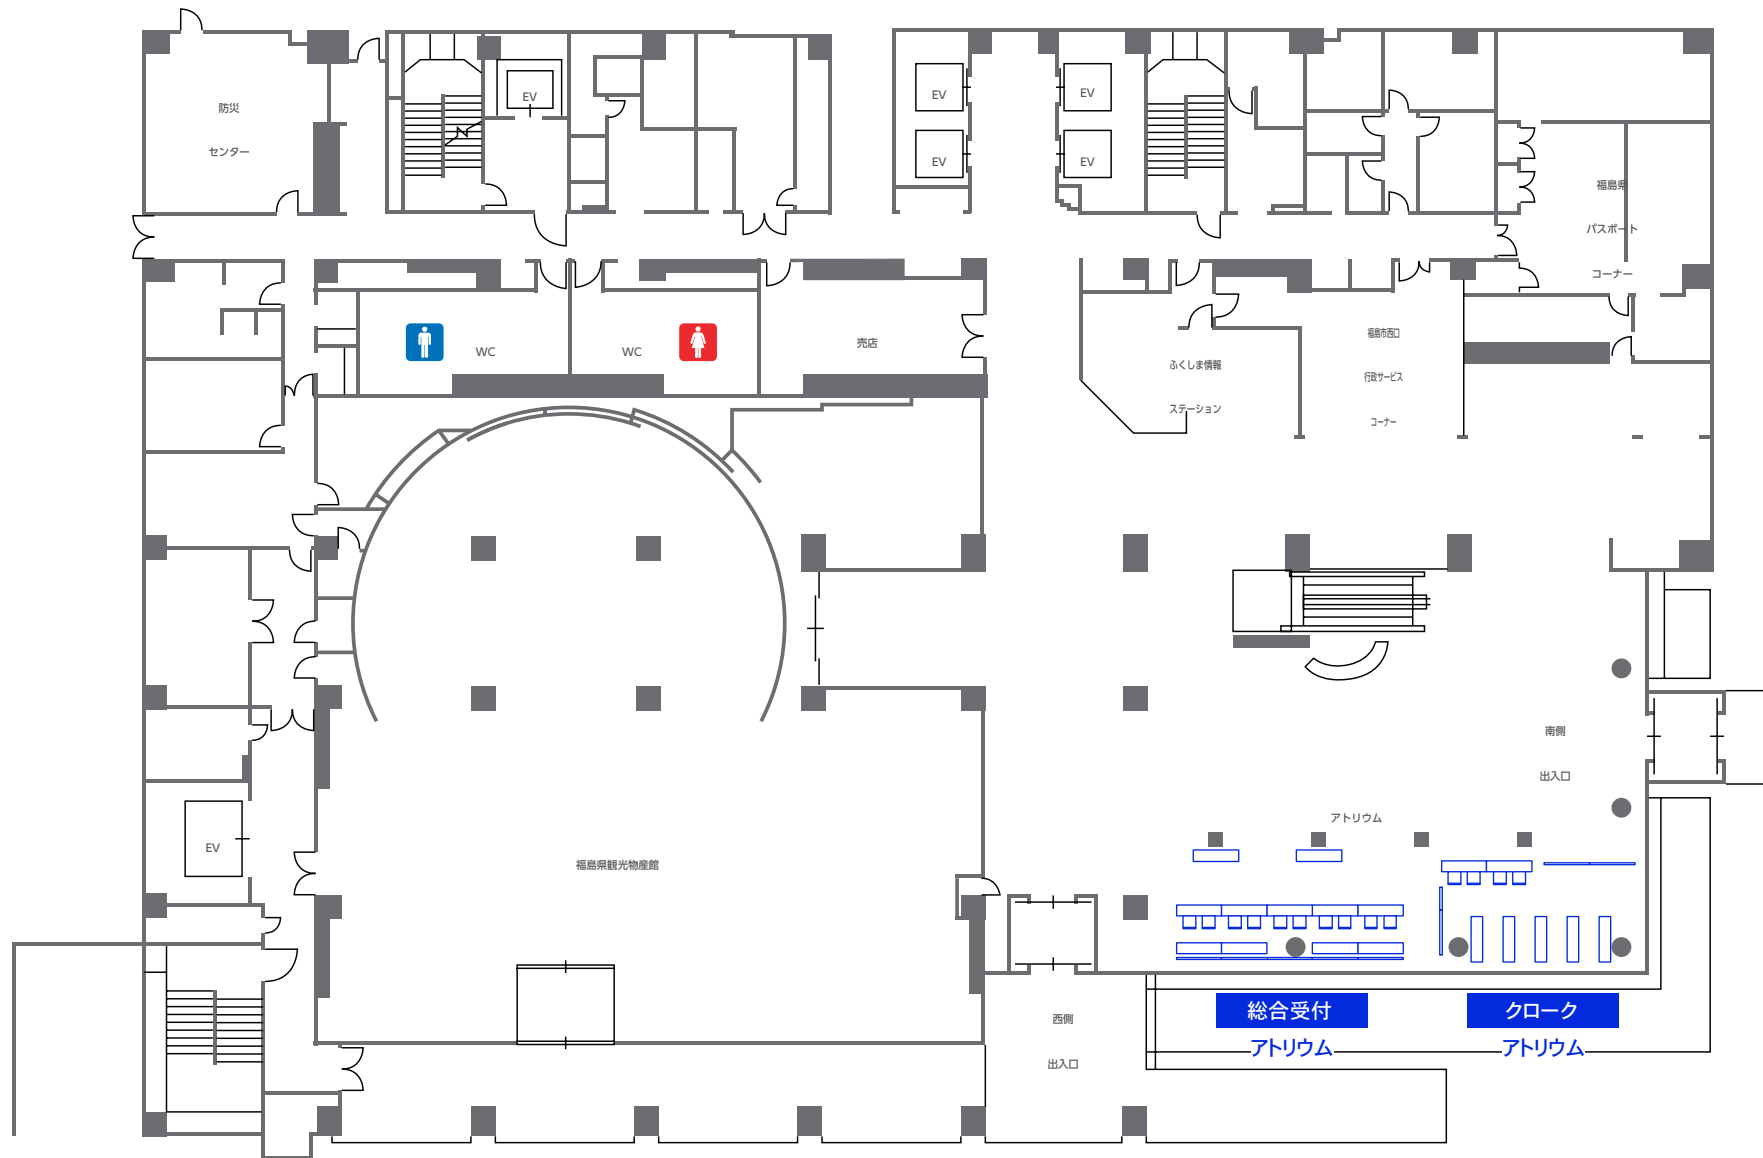 防災
センター
EV
EV
EV
EV
EV
福島県
パスポート
コーナー
WC
WC
売店
ふくしま情報
ステーション
福島市西口
行政サービス
コーナー
南側
出入口
アトリウム
EV
福島県観光物産館
西側
出入口
総合受付
アトリウム
クローク
アトリウム